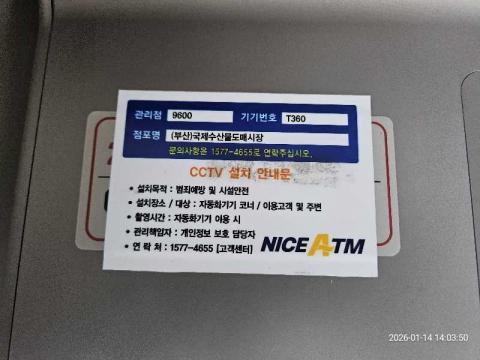 관리점 9600 기기번호 T360
점포명 (부산)국제수산물도매시장
문의사항은 1577-4655로 연락주십시오.
CCTV 설치 안내문
• 설치목적 : 범죄예방 및 시설안전
• 설치장소 / 대상 : 자동화기기 코너 / 이용고객 및 주변
• 촬영시간 : 자동화기기 이용 시
• 관리책임자 : 개인정보 보호 담당자
• 연 락 처 : 1577-4655 [고객센터]
NICE ATM
2026-01-14 14:03:50